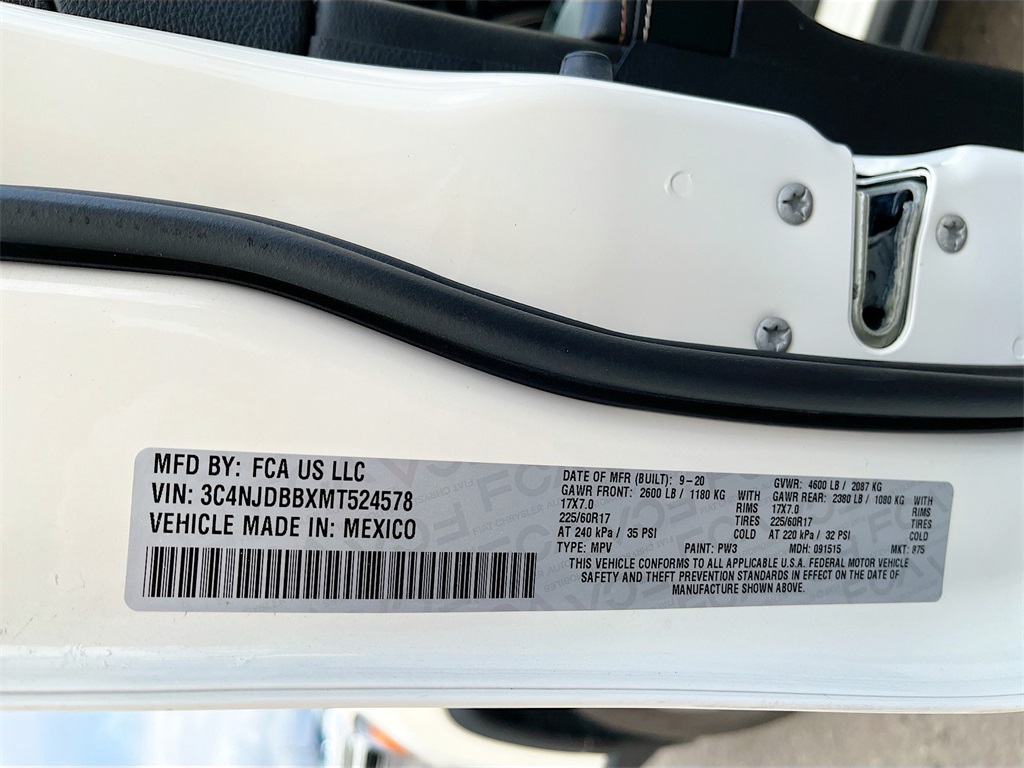 MFD BY: FCA US LLC
VIN: 3C4NJDBBXMT524578
VEHICLE MADE IN: MEXICO
DATE OF MFR (BUILT): 9-20
GVWR: 4600 LB / 2087 KG
GAWR FRONT: 2600 LB / 1180 KG WITH
GAWR REAR: 2380 LB / 1080 KG WITH
17X7.0 RIMS
17X7.0 RIMS
225/60R17 TIRES
225/60R17 TIRES
AT 240 kPa / 35 PSI COLD
AT 220 kPa / 32 PSI COLD
TYPE: MPV PAINT: PW3 MDH: 091515 MKT: 875
THIS VEHICLE CONFORMS TO ALL APPLICABLE U.S.A. FEDERAL MOTOR VEHICLE
SAFETY AND THEFT PREVENTION STANDARDS IN EFFECT ON THE DATE OF
MANUFACTURE SHOWN ABOVE.